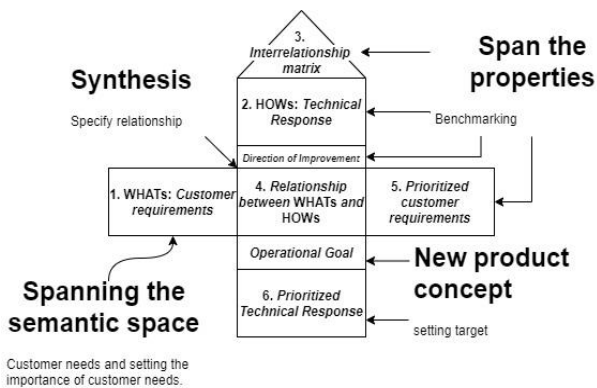 3.
Interrelationship
matrix
Span the
properties
Synthesis
Specify relationship
2. HOWs: Technical
Response
Benchmarking
Direction of Improvement
1. WHATs: Customer
requirements
4. Relationship
between WHATs and
HOWs
5. Prioritized
customer
requirements
Operational Goal
New product
concept
Spanning the
semantic space
6. Prioritized
Technical Response
setting target
Customer needs and setting the
importance of customer needs.